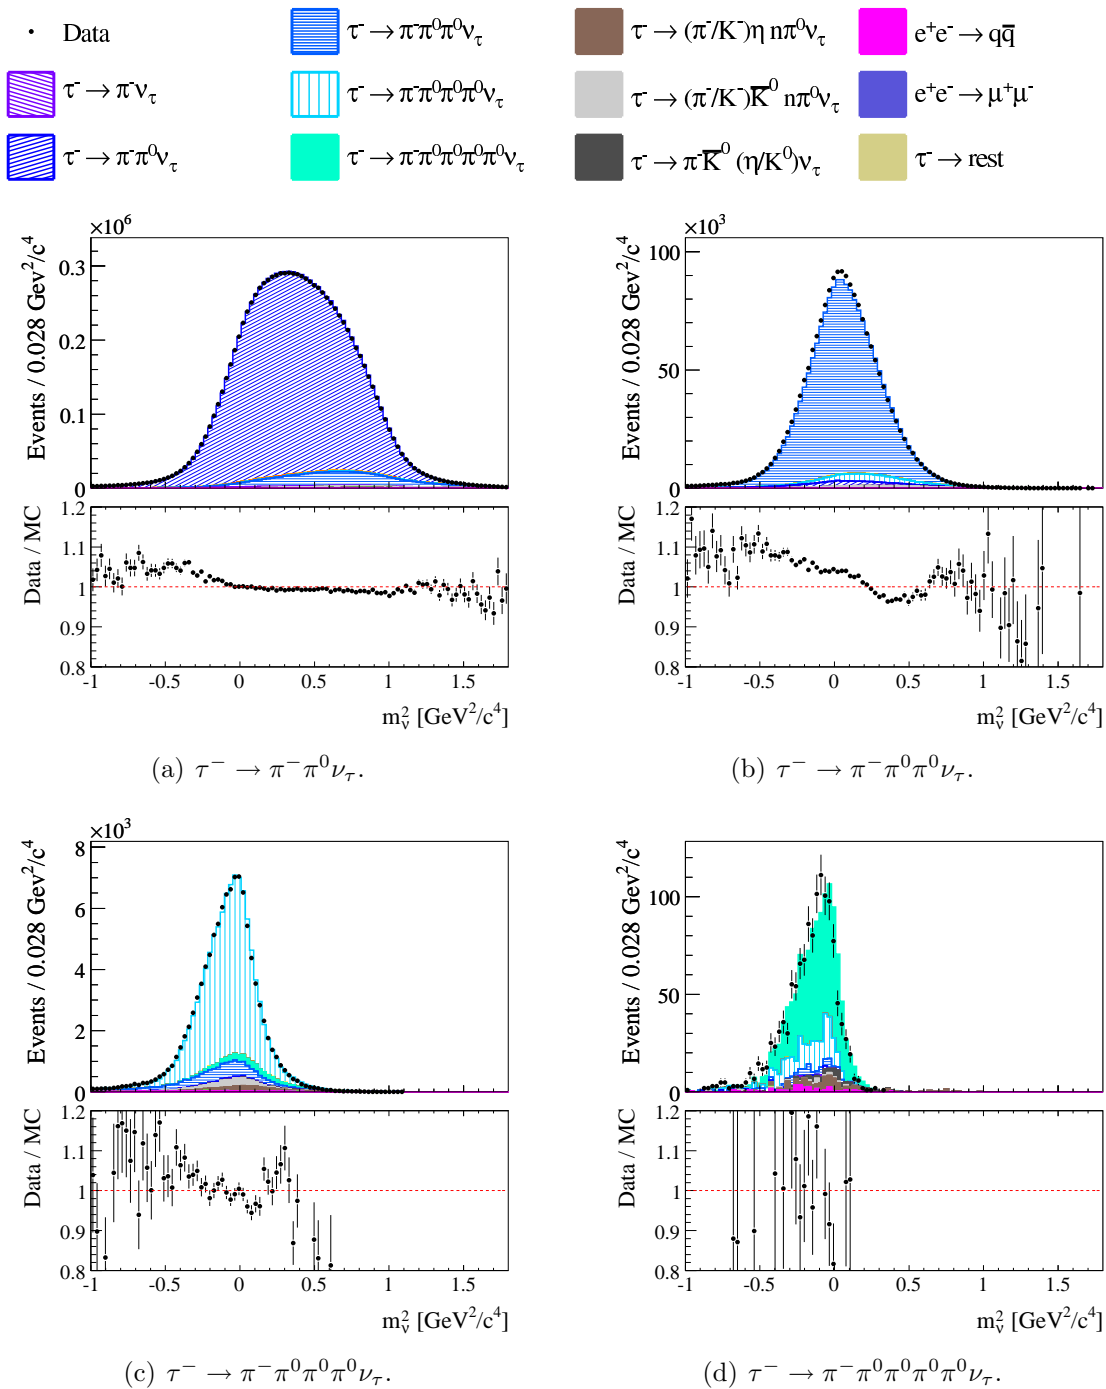 Data
τ⁻ → π⁻ν_τ
τ⁻ → π⁻π⁰ν_τ
τ⁻ → π⁻π⁰π⁰ν_τ
τ⁻ → π⁻π⁰π⁰π⁰ν_τ
τ⁻ → π⁻π⁰π⁰π⁰π⁰ν_τ
τ⁻ → (π⁻/K⁻)η nπ⁰ν_τ
τ⁻ → (π⁻/K⁻)K̅⁰ nπ⁰ν_τ
τ⁻ → π⁻K̅⁰ (η/K⁰)ν_τ
e⁺e⁻ → qq̅
e⁺e⁻ → μ⁺μ⁻
τ⁻ → rest
×10⁶
Events / 0.028 Gev²/c⁴
0.3
0.2
0.1
0
Data / MC
1.2
1.1
1
0.9
0.8
-1 -0.5 0 0.5 1 1.5
m²_ν [GeV²/c⁴]
(a) τ⁻ → π⁻π⁰ν_τ.
×10³
Events / 0.028 Gev²/c⁴
100
50
0
Data / MC
1.2
1.1
1
0.9
0.8
-1 -0.5 0 0.5 1 1.5
m²_ν [GeV²/c⁴]
(b) τ⁻ → π⁻π⁰π⁰ν_τ.
×10³
Events / 0.028 Gev²/c⁴
8
6
4
2
0
Data / MC
1.2
1.1
1
0.9
0.8
-1 -0.5 0 0.5 1 1.5
m²_ν [GeV²/c⁴]
(c) τ⁻ → π⁻π⁰π⁰π⁰ν_τ.
Events / 0.028 Gev²/c⁴
100
50
0
Data / MC
1.2
1.1
1
0.9
0.8
-1 -0.5 0 0.5 1 1.5
m²_ν [GeV²/c⁴]
(d) τ⁻ → π⁻π⁰π⁰π⁰π⁰ν_τ.